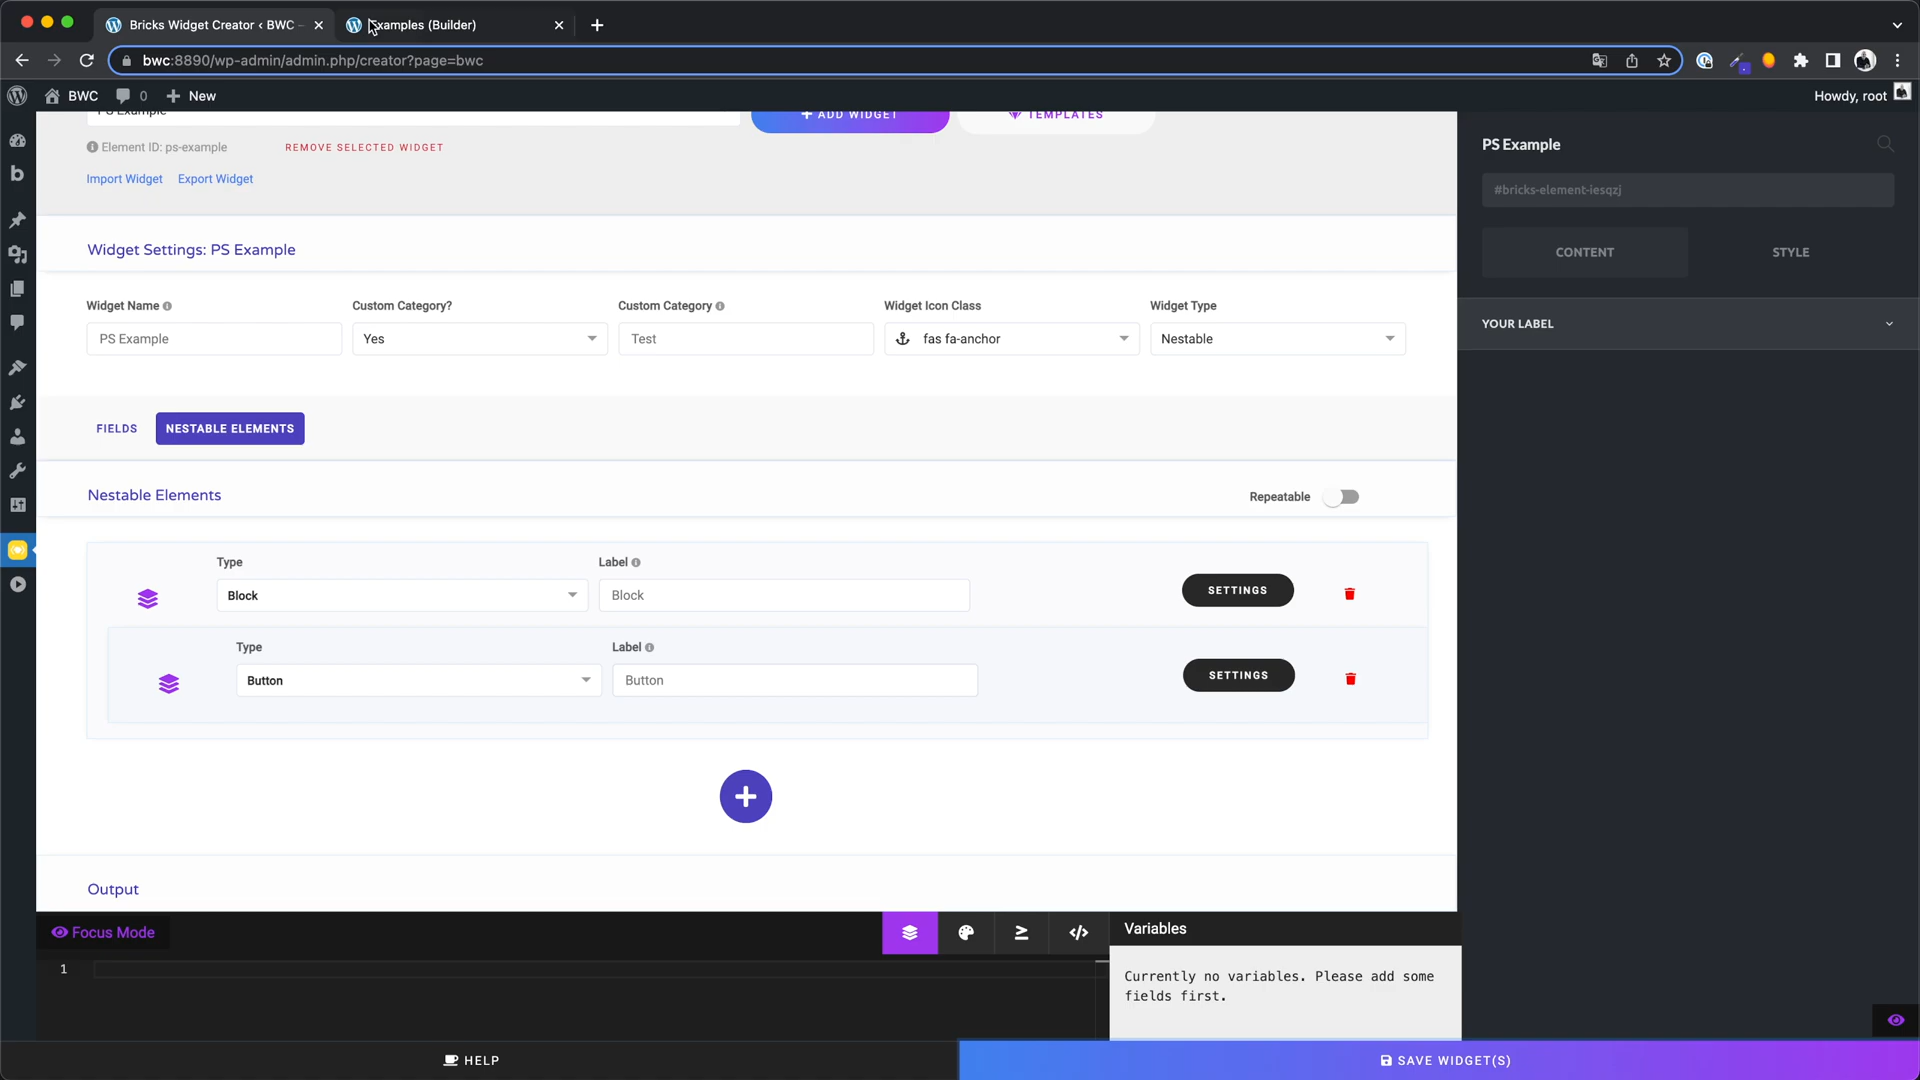 Bricks Widget Creator ‹ BWC –
Examples (Builder)
bwc:8890/wp-admin/admin.php/creator?page=bwc
BWC
0
New
Howdy, root
PS Example
ADD WIDGET
TEMPLATES
Element ID: ps-example
REMOVE SELECTED WIDGET
Import Widget
Export Widget
Widget Settings: PS Example
Widget Name
Custom Category?
Custom Category
Widget Icon Class
Widget Type
PS Example
Yes
Test
fas fa-anchor
Nestable
FIELDS
NESTABLE ELEMENTS
Nestable Elements
Repeatable
Type
Label
Block
Block
SETTINGS
Type
Label
Button
Button
SETTINGS
Output
Focus Mode
1
Variables
Currently no variables. Please add some
fields first.
HELP
SAVE WIDGET(S)
PS Example
#bricks-element-iesqzj
CONTENT
STYLE
YOUR LABEL